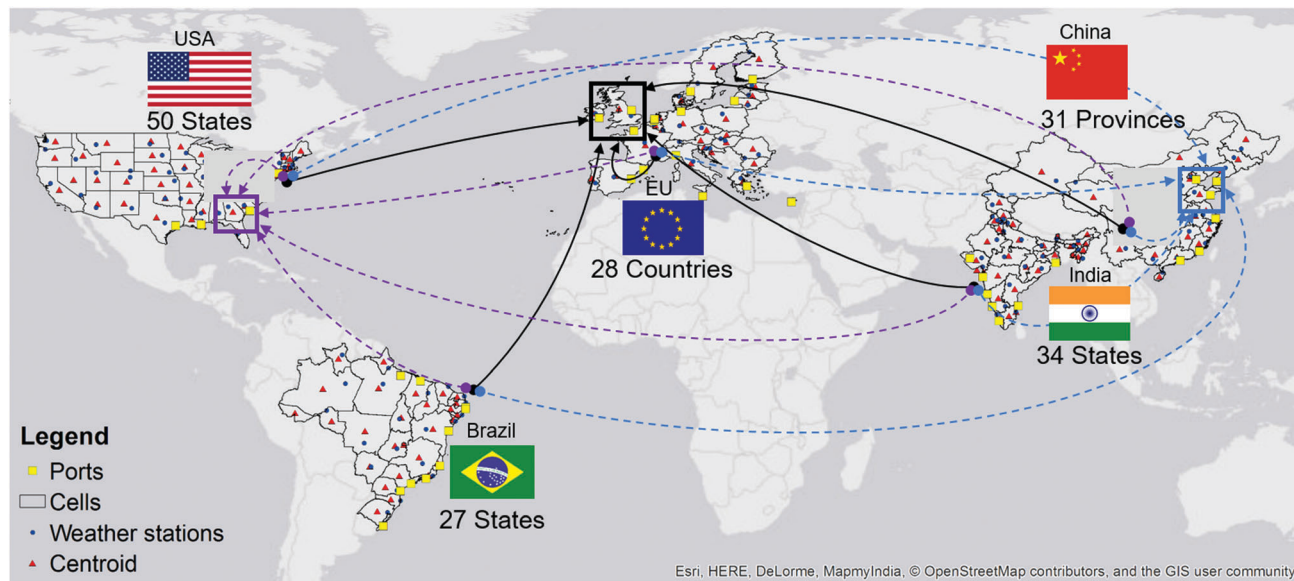 USA
50 States
China
31 Provinces
EU
28 Countries
India
34 States
Brazil
27 States
Legend
Ports
Cells
Weather stations
Centroid
Esri, HERE, DeLorme, MapmyIndia, © OpenStreetMap contributors, and the GIS user community